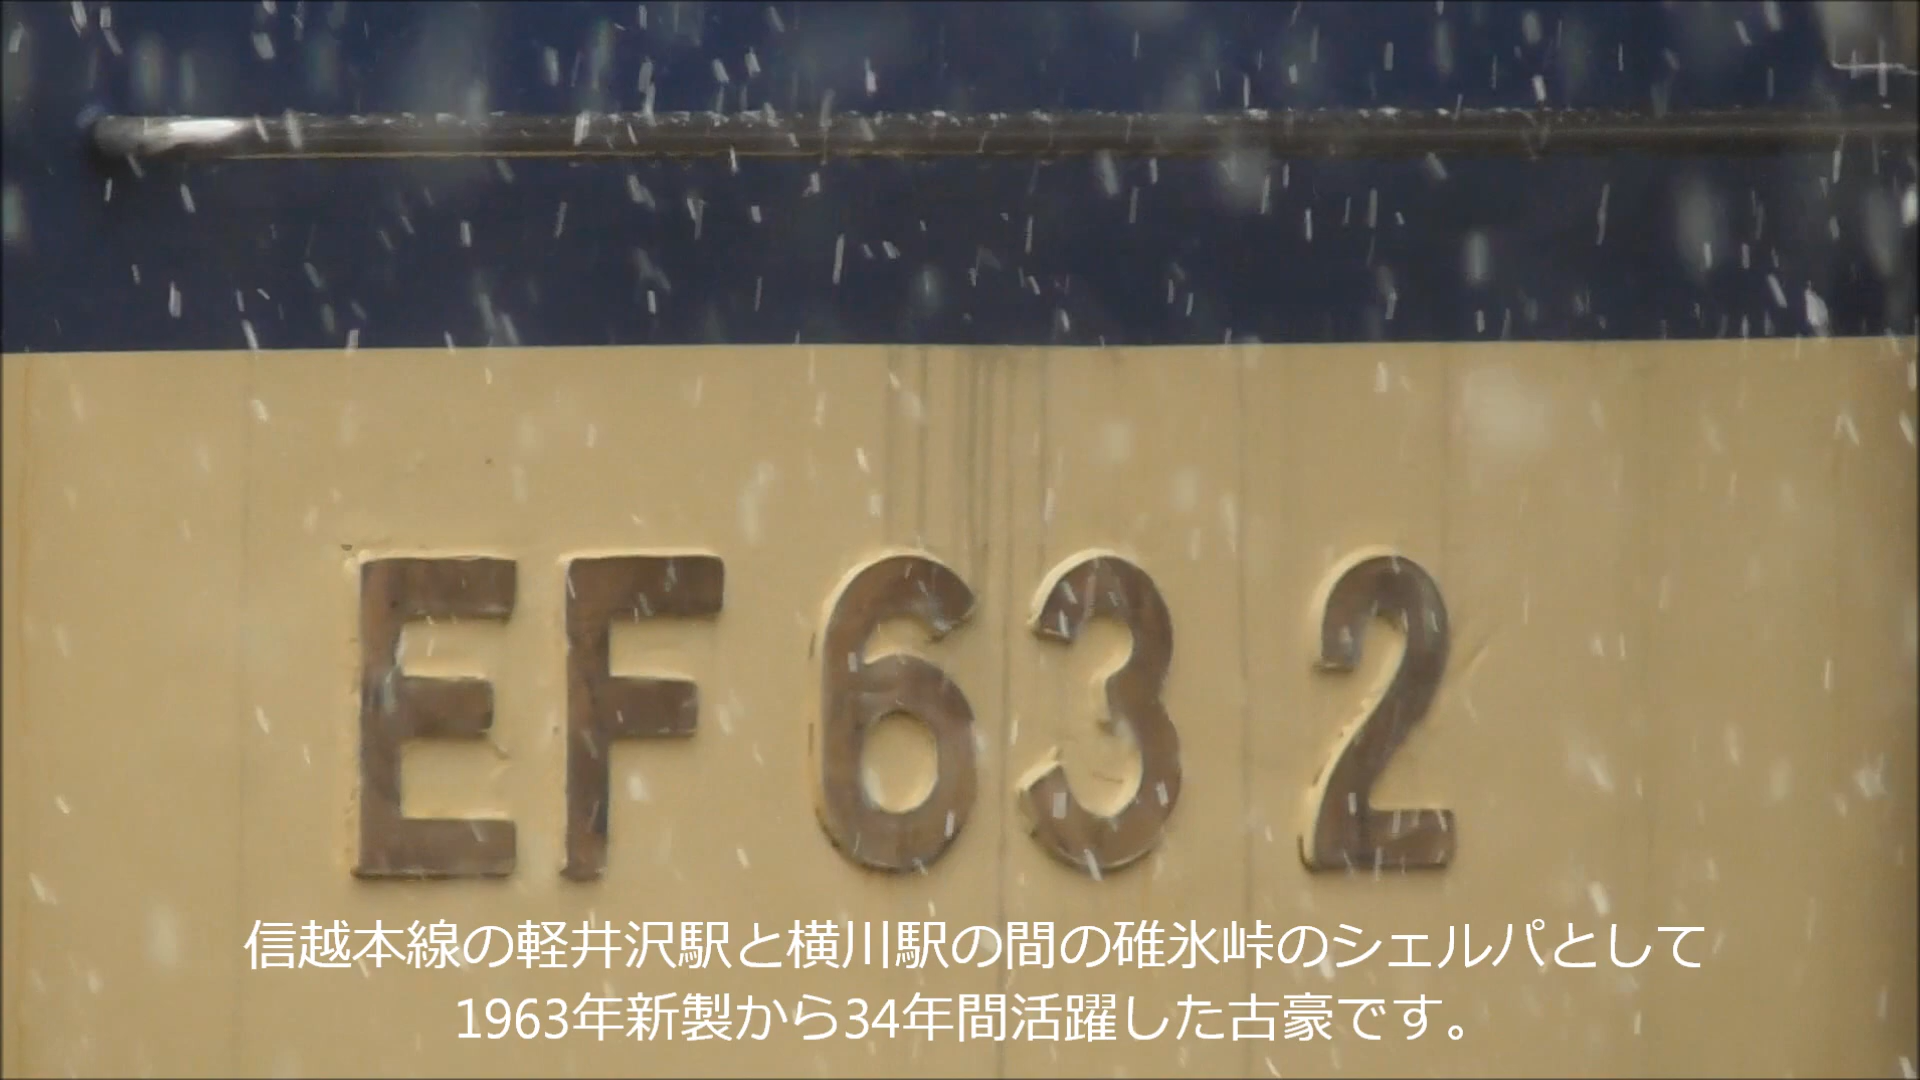 EF63 2
信越本線の軽井沢駅と横川駅の間の碓氷峠のシェルパとして
1963年新製から34年間活躍した古豪です。